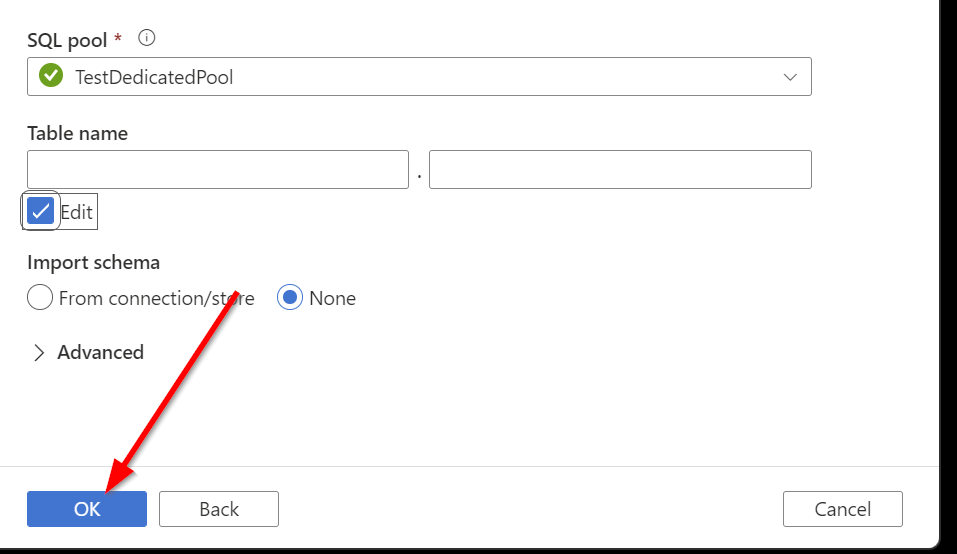 SQL pool *
TestDedicatedPool
Table name
.
Edit
Import schema
From connection/store None
Advanced
OK Back Cancel